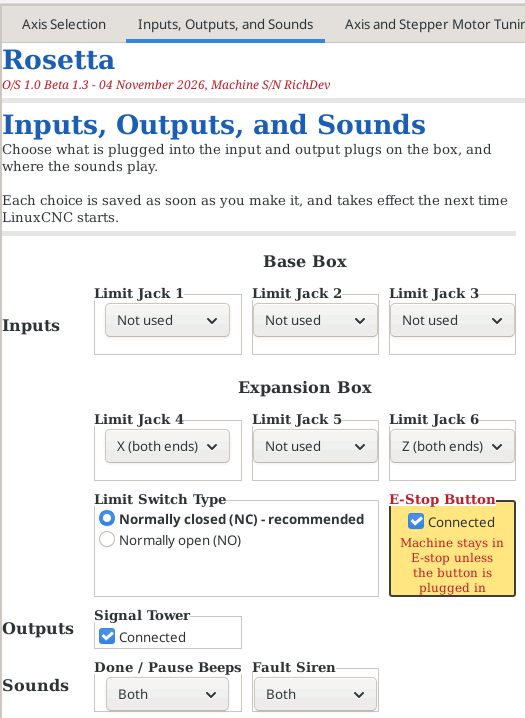 Axis Selection
Inputs, Outputs, and Sounds
Axis and Stepper Motor
Rosetta
O/S 1.0 Beta 1.3 - 04 November 2026, Machine S/N RichDev
Inputs, Outputs, and Sounds
Choose what is plugged into the input and output plugs on the box, and
where the sounds play.
Each choice is saved as soon as you make it, and takes effect the next time
LinuxCNC starts.
Base Box
Inputs
Limit Jack 1
Limit Jack 2
Limit Jack 3
Not used
Not used
Not used
Expansion Box
Limit Jack 4
Limit Jack 5
Limit Jack 6
X (both ends)
Not used
Z (both ends)
Limit Switch Type
Normally closed (NC) - recommended
Normally open (NO)
E-Stop Button
Connected
Machine stays in
E-stop unless
the button is
plugged in
Outputs
Signal Tower
Connected
Sounds
Done / Pause Beeps
Fault Siren
Both
Both